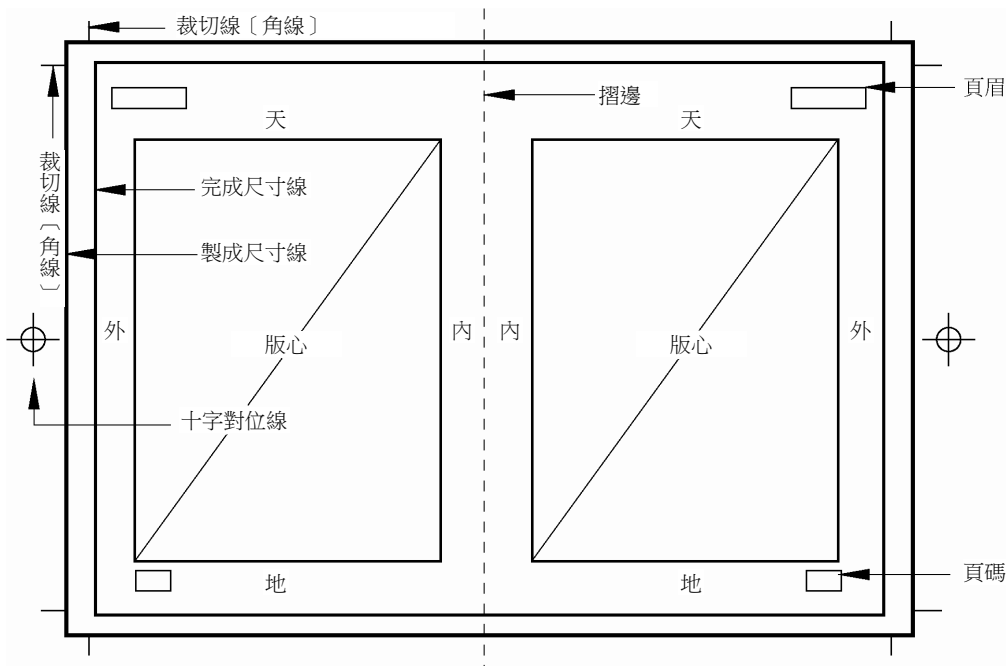 裁切線〔角線〕
頁眉
摺邊
天
天
裁切線〔角線〕
完成尺寸線
製成尺寸線
外
版心
內
內
版心
外
十字對位線
地
地
頁碼